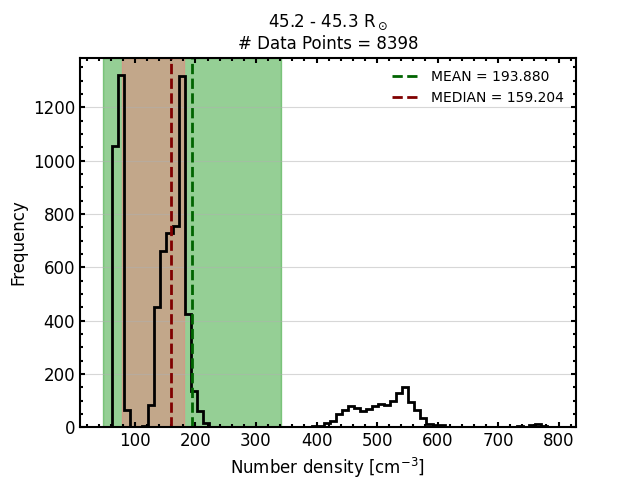 45.2 - 45.3 R⊙
# Data Points = 8398
MEAN = 193.880
MEDIAN = 159.204
Frequency
1200
1000
800
600
400
200
0
100 200 300 400 500 600 700 800
Number density [cm⁻³]